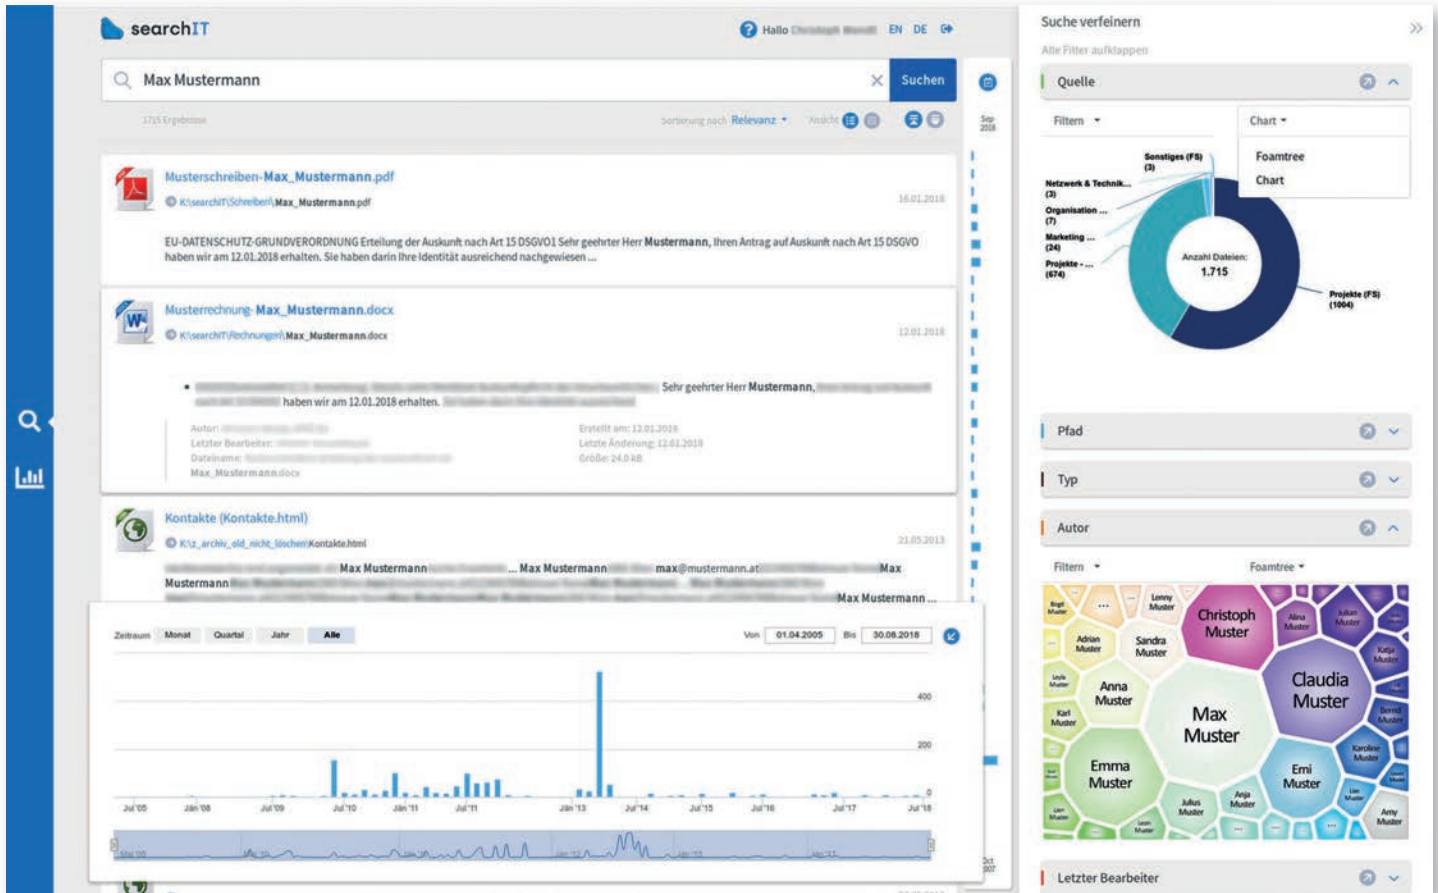 searchIT
Hallo
EN DE
Max Mustermann
Suchen
1715 Ergebnisse
Sortierung nach Relevanz
Ansicht
Sep
2018
Musterschreiben-Max_Mustermann.pdf
K:\searchIT\Schreiben\Max_Mustermann.pdf
16.01.2018
EU-DATENSCHUTZ-GRUNDVERORDNUNG Erteilung der Auskunft nach Art 15 DSGVO1 Sehr geehrter Herr Mustermann, Ihren Antrag auf Auskunft nach Art 15 DSGVO
haben wir am 12.01.2018 erhalten. Sie haben darin Ihre Identität ausreichend nachgewiesen ...
Musterrechnung-Max_Mustermann.docx
K:\searchIT\Rechnungen\Max_Mustermann.docx
12.01.2018
Sehr geehrter Herr Mustermann,
haben wir am 12.01.2018 erhalten.
Autor:
Letzter Bearbeiter:
Dateiname:
Max_Mustermann.docx
Erstellt am: 12.01.2018
Letzte Änderung: 12.01.2018
Größe: 24.0 kB
Kontakte (Kontakte.html)
K:\z_archiv_old_nicht_löschen\Kontakte.html
21.05.2013
Max Mustermann ... Max Mustermann max@mustermann.at Max
Mustermann
Max Mustermann ...
Zeitraum Monat Quartal Jahr Alle
Von 01.04.2005 Bis 30.08.2018
400
200
0
Jul '05 Jän '08 Jul '09 Jul '10 Jän '11 Jul '11 Jän '13 Jul '14 Jul '15 Jul '16 Jul '17 Jul '18
Suche verfeinern
Alle Filter aufklappen
Quelle
Filtern
Chart
Foamtree
Chart
Sonstiges (FS)
(3)
Netzwerk & Technik...
(3)
Organisation ...
(7)
Marketing ...
(24)
Projekte - ...
(674)
Anzahl Dateien:
1.715
Projekte (FS)
(1004)
Pfad
Typ
Autor
Filtern
Foamtree
Birgit
Muster
...
Lenny
Muster
Christoph
Muster
Alina
Muster
Julian
Muster
Adrian
Muster
Sandra
Muster
Katja
Muster
Leyla
Muster
Anna
Muster
Claudia
Muster
Karl
Muster
Max
Muster
Bernd
Muster
Karoline
Muster
Emma
Muster
Emi
Muster
Julius
Muster
Anja
Muster
Amy
Muster
Leon
Muster
Letzter Bearbeiter